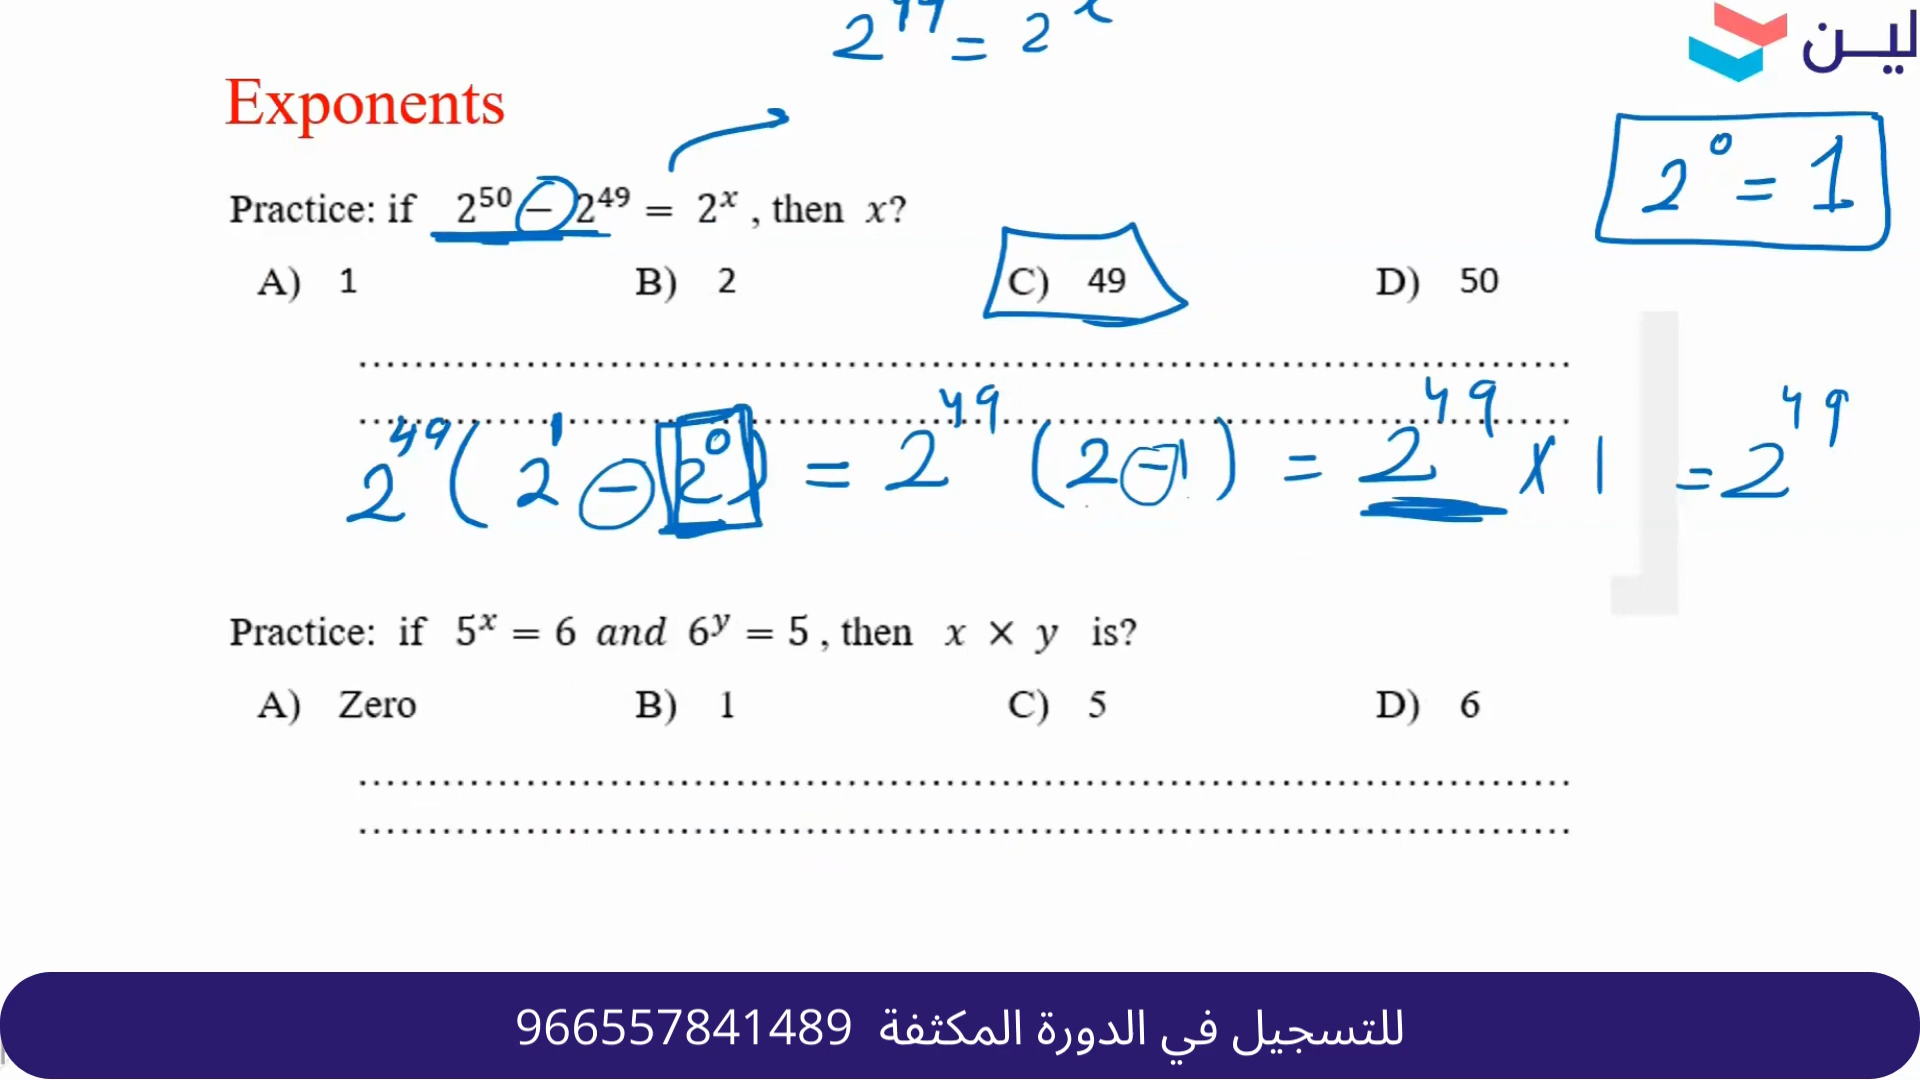 2^49 = 2^x
لين
Exponents
2^0 = 1
Practice: if 2^50 − 2^49 = 2^x , then x?
A) 1 B) 2 C) 49 D) 50
2^49 ( 2^1 − 2^0 ) = 2^49 ( 2 − 1 ) = 2^49 × 1 = 2^49
Practice: if 5^x = 6 and 6^y = 5 , then x × y is?
A) Zero B) 1 C) 5 D) 6
للتسجيل في الدورة المكثفة 966557841489